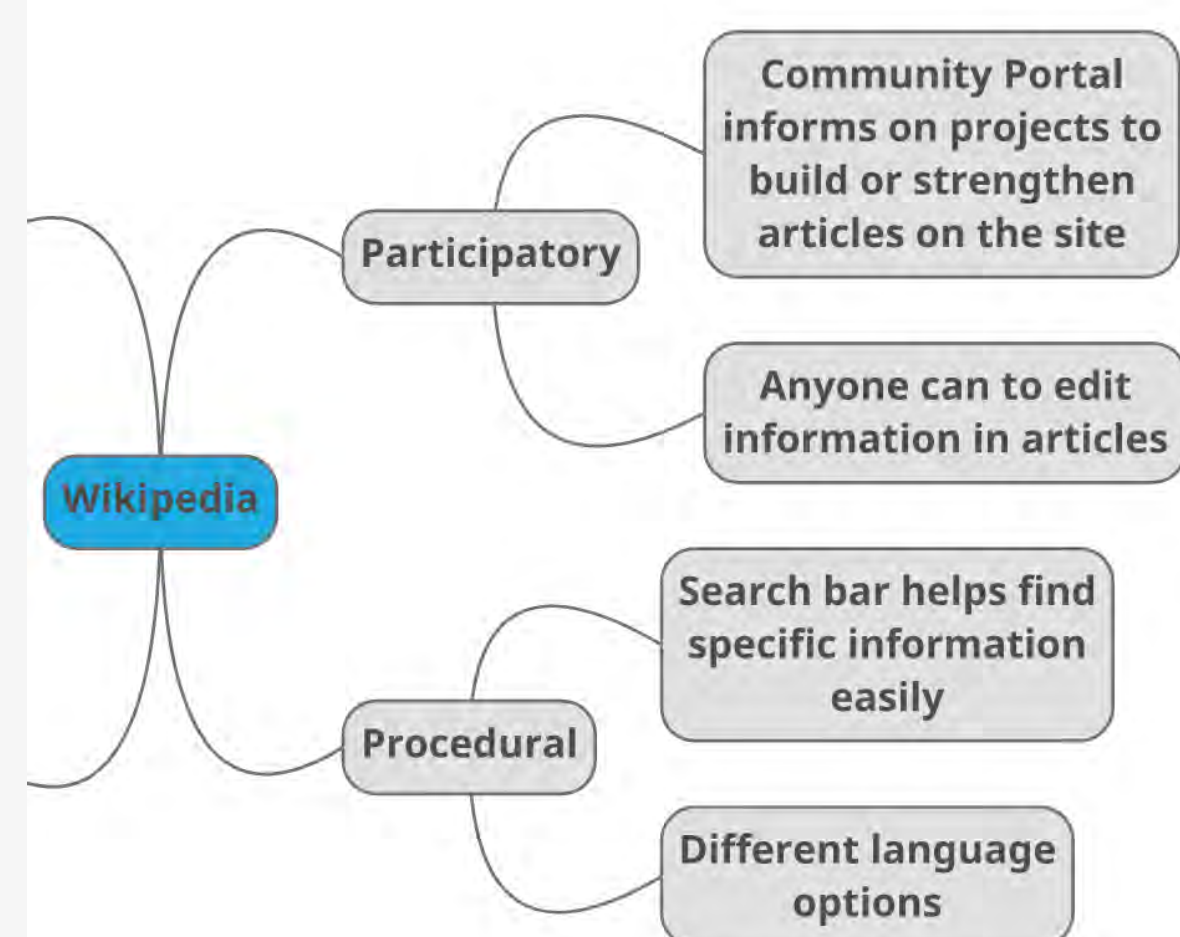 Community Portal
informs on projects to
build or strengthen
articles on the site
Participatory
Anyone can to edit
information in articles
Wikipedia
Search bar helps find
specific information
easily
Procedural
Different language
options